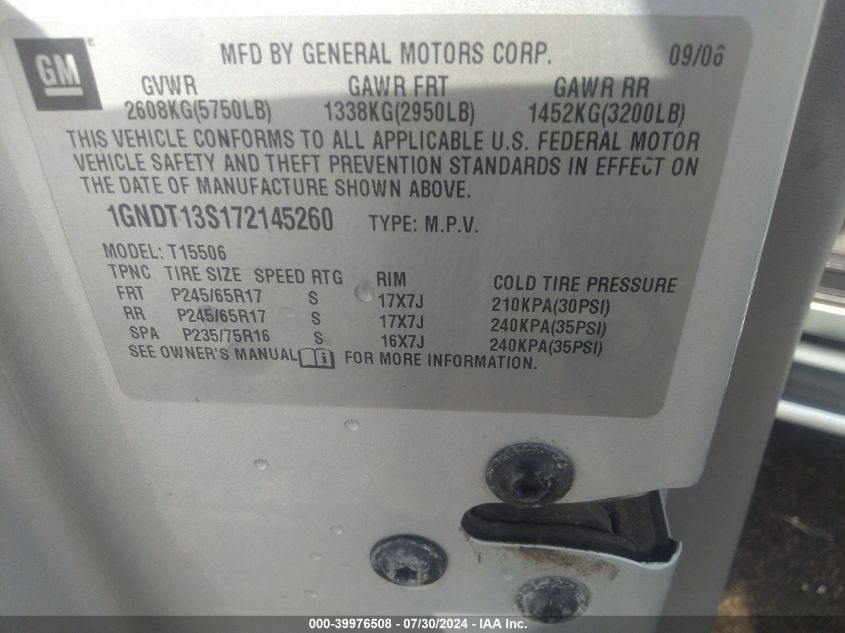 GM ®
MFD BY GENERAL MOTORS CORP. 09/06
GVWR GAWR FRT GAWR RR
2608KG(5750LB) 1338KG(2950LB) 1452KG(3200LB)
THIS VEHICLE CONFORMS TO ALL APPLICABLE U.S. FEDERAL MOTOR
VEHICLE SAFETY AND THEFT PREVENTION STANDARDS IN EFFECT ON
THE DATE OF MANUFACTURE SHOWN ABOVE.
1GNDT13S172145260 TYPE: M.P.V.
MODEL: T15506
TPNC TIRE SIZE SPEED RTG RIM COLD TIRE PRESSURE
FRT P245/65R17 S 17X7J 210KPA(30PSI)
RR P245/65R17 S 17X7J 240KPA(35PSI)
SPA P235/75R16 S 16X7J 240KPA(35PSI)
SEE OWNER'S MANUAL FOR MORE INFORMATION.
000-39976508 / 07/30/2024 - IAA Inc.